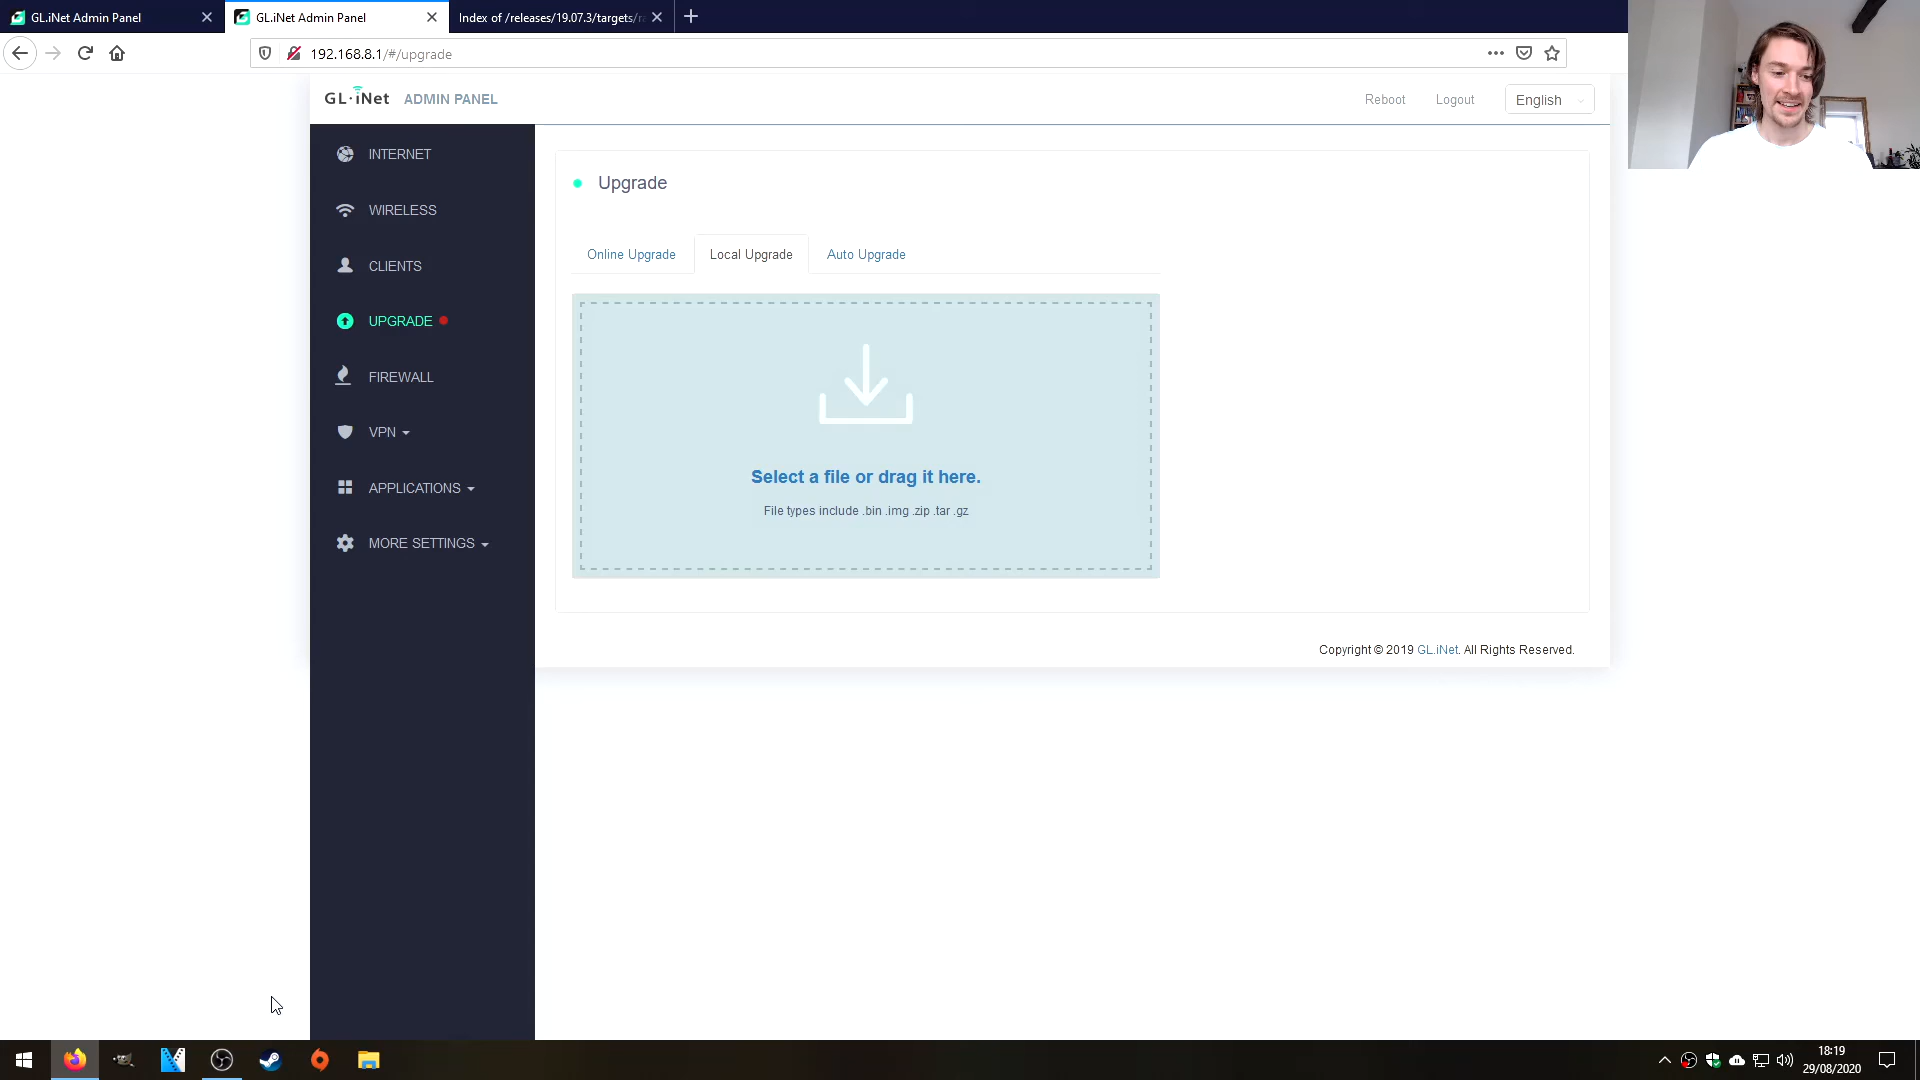 GL.iNet Admin Panel
GL.iNet Admin Panel
Index of /releases/19.07.3/targets/ra
192.168.8.1/#/upgrade
GL·iNet ADMIN PANEL
Reboot
Logout
English
INTERNET
WIRELESS
CLIENTS
UPGRADE
FIREWALL
VPN
APPLICATIONS
MORE SETTINGS
Upgrade
Online Upgrade
Local Upgrade
Auto Upgrade
Select a file or drag it here.
File types include .bin .img .zip .tar .gz
Copyright © 2019 GL.iNet. All Rights Reserved.
18:19
29/08/2020